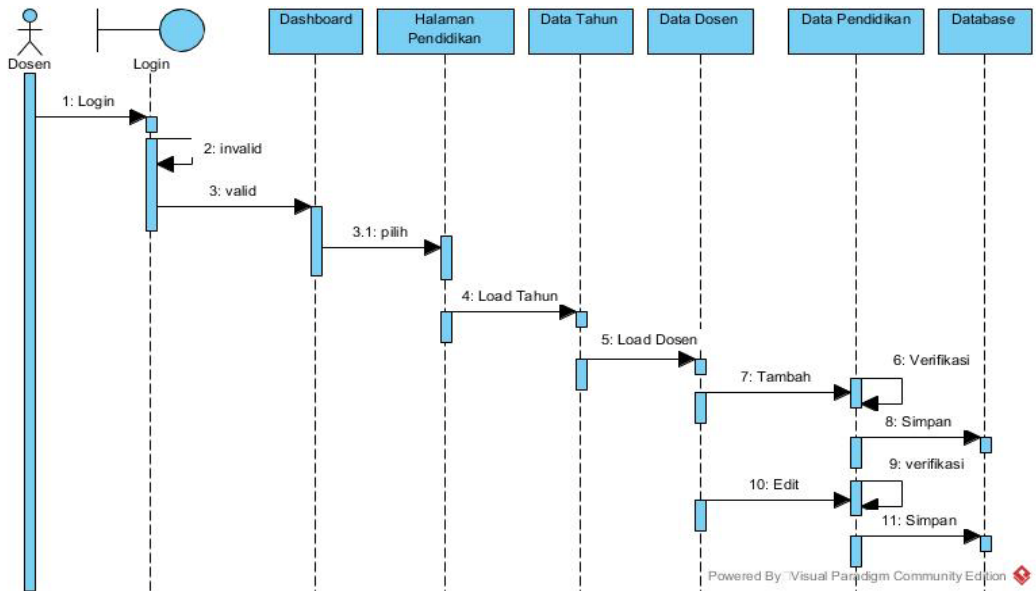 Dosen
Login
Dashboard
Halaman
Pendidikan
Data Tahun
Data Dosen
Data Pendidikan
Database
1: Login
2: invalid
3: valid
3.1: pilih
4: Load Tahun
5: Load Dosen
6: Verifikasi
7: Tambah
8: Simpan
9: verifikasi
10: Edit
11: Simpan
Powered By Visual Paradigm Community Edition